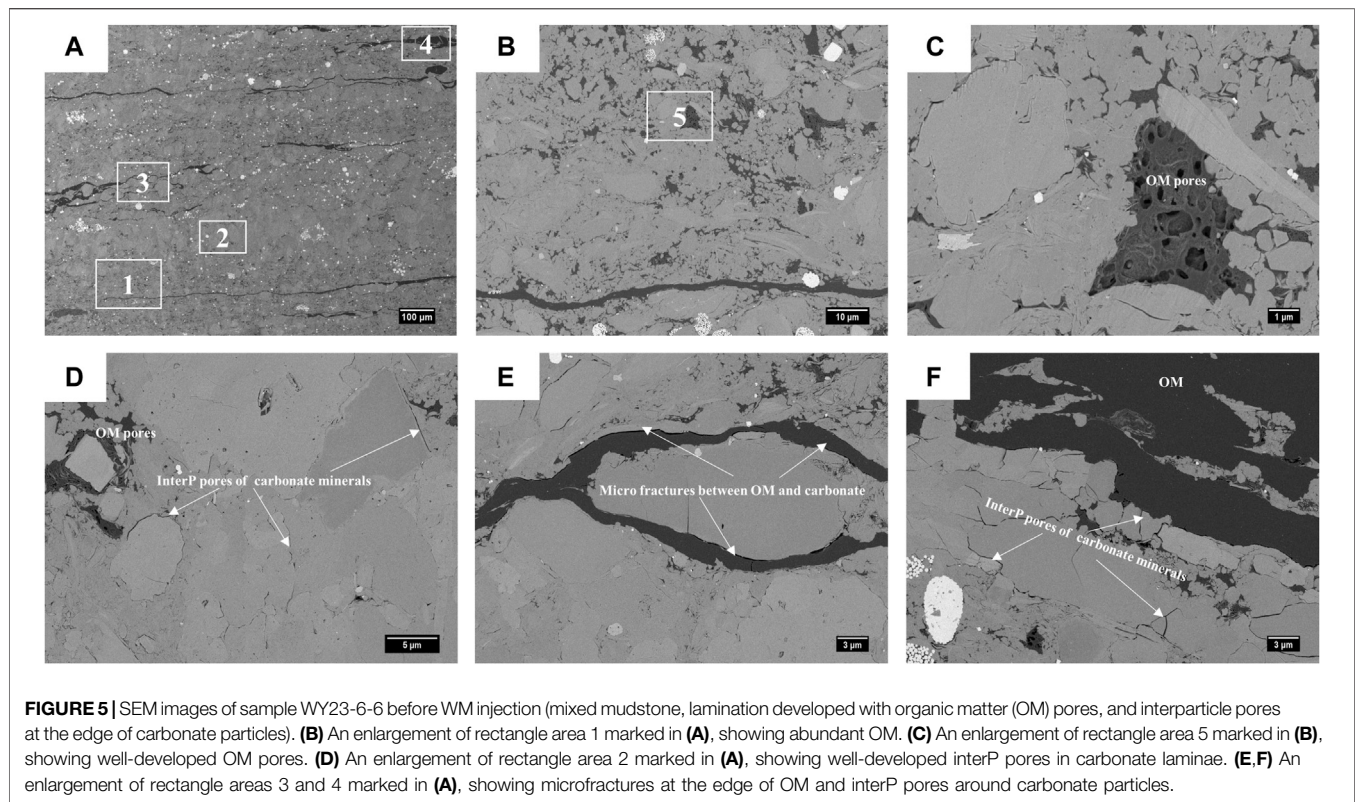 A
4
3
2
1
100 µm
B
5
10 µm
C
OM pores
1 µm
D
OM pores
InterP pores of carbonate minerals
5 µm
E
Micro fractures between OM and carbonate
3 µm
F
OM
InterP pores of carbonate minerals
3 µm
FIGURE 5 | SEM images of sample WY23-6-6 before WM injection (mixed mudstone, lamination developed with organic matter (OM) pores, and interparticle pores
at the edge of carbonate particles). (B) An enlargement of rectangle area 1 marked in (A), showing abundant OM. (C) An enlargement of rectangle area 5 marked in (B),
showing well-developed OM pores. (D) An enlargement of rectangle area 2 marked in (A), showing well-developed interP pores in carbonate laminae. (E,F) An
enlargement of rectangle areas 3 and 4 marked in (A), showing microfractures at the edge of OM and interP pores around carbonate particles.